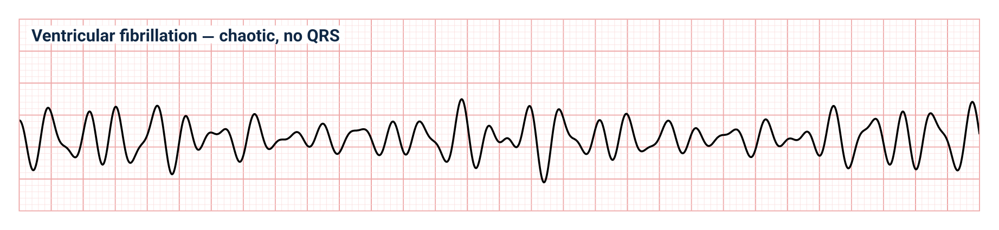 Ventricular fibrillation — chaotic, no QRS